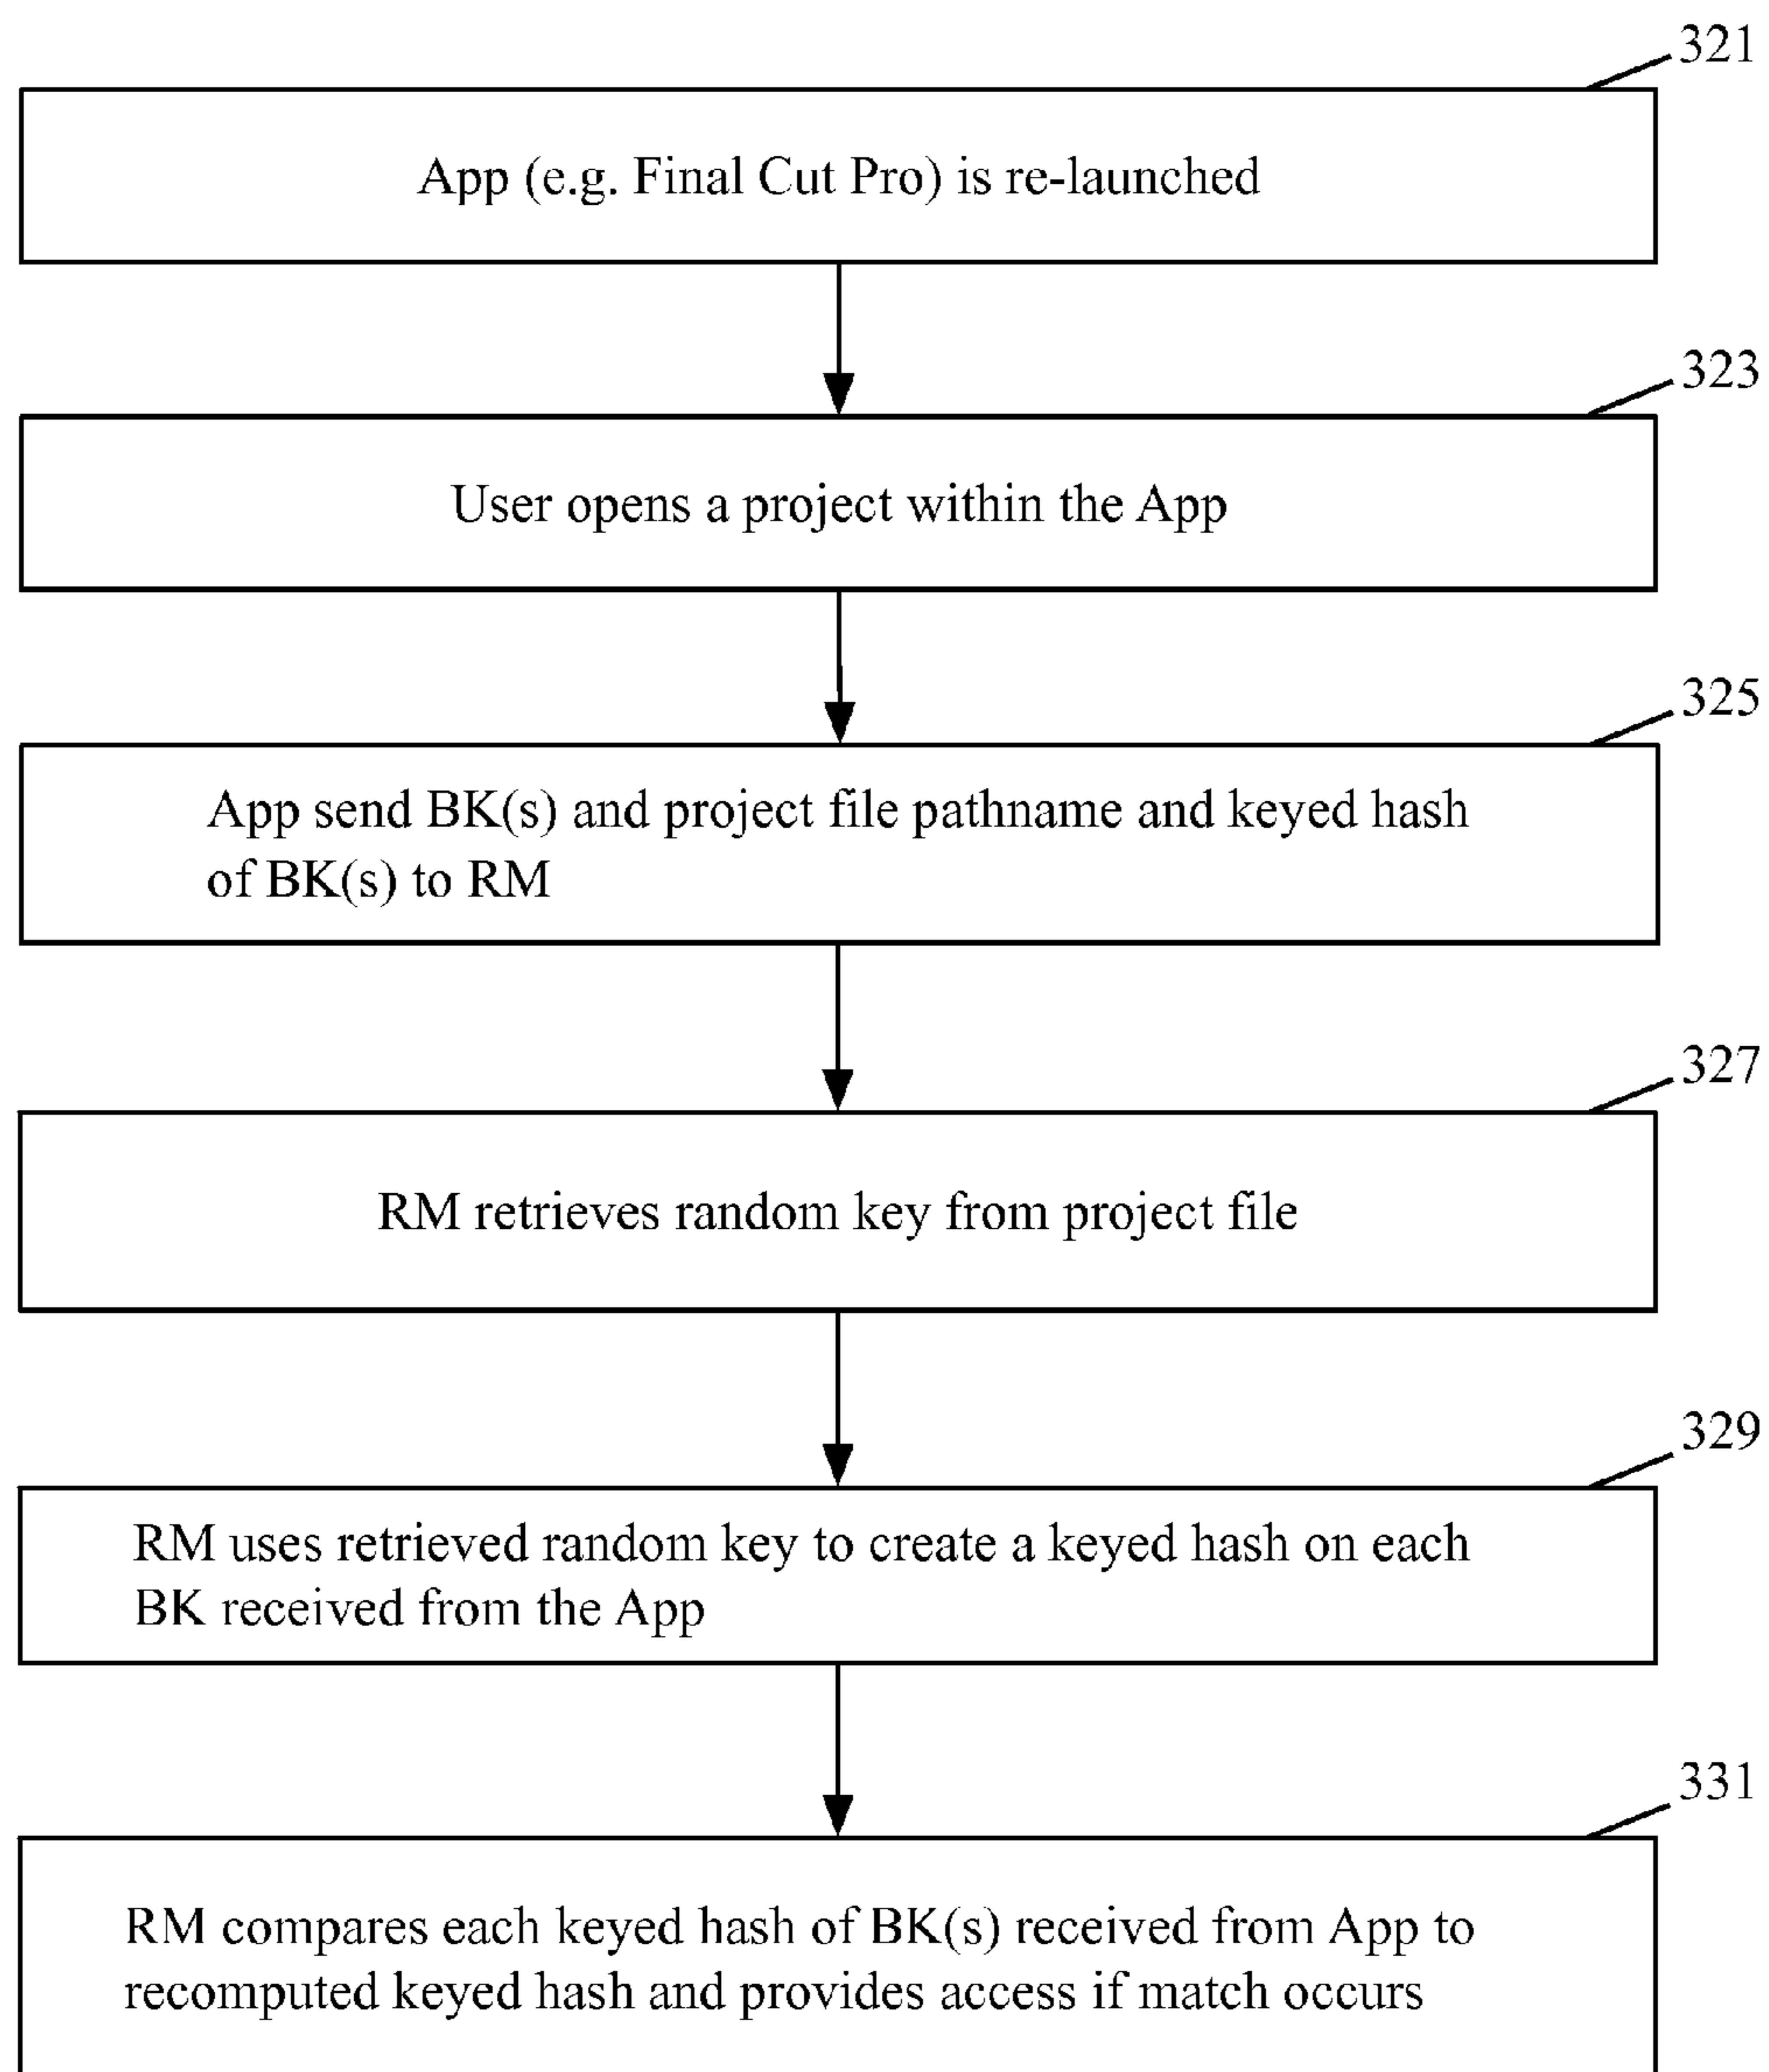 321
App (e.g. Final Cut Pro) is re-launched
323
User opens a project within the App
325
App send BK(s) and project file pathname and keyed hash
of BK(s) to RM
327
RM retrieves random key from project file
329
RM uses retrieved random key to create a keyed hash on each
BK received from the App
331
RM compares each keyed hash of BK(s) received from App to
recomputed keyed hash and provides access if match occurs